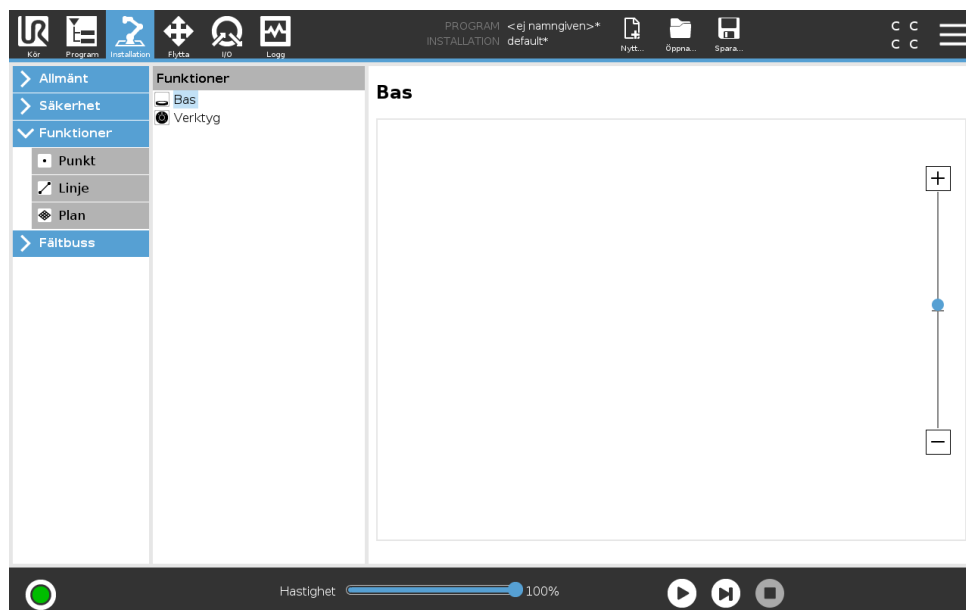 UR
PROGRAM <ej namngiven>*
INSTALLATION default*
Kör
Program
Installation
Flytta
I/O
Logg
Nytt...
Öppna...
Spara...
C C
C C
Allmänt
Säkerhet
Funktioner
Punkt
Linje
Plan
Fältbuss
Funktioner
Bas
Verktyg
Bas
Hastighet 100%